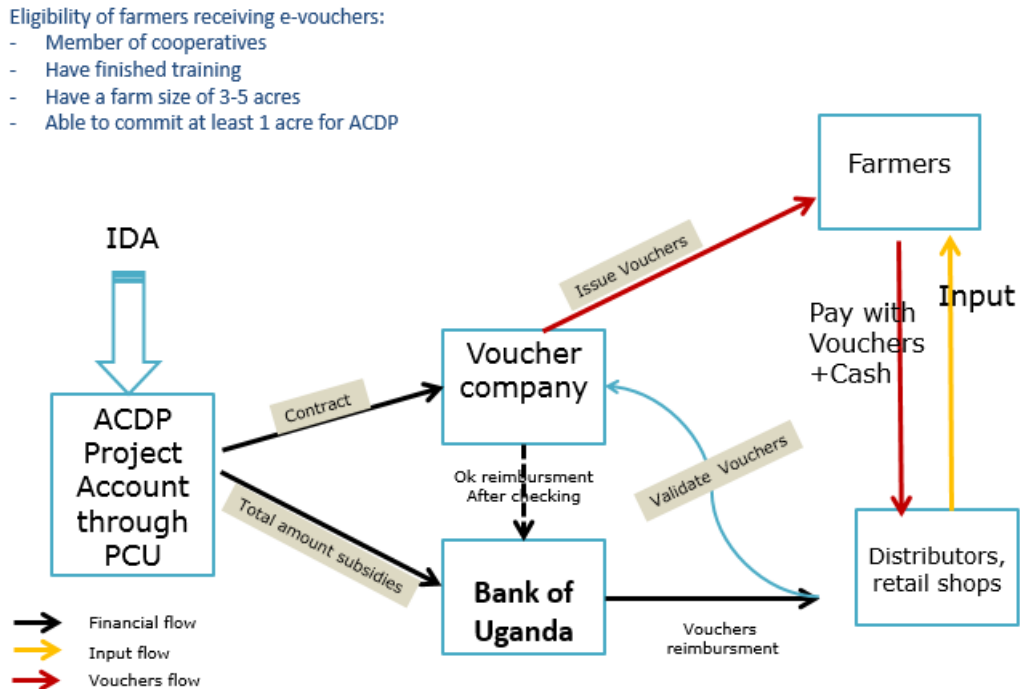 Eligibility of farmers receiving e-vouchers:
- Member of cooperatives
- Have finished training
- Have a farm size of 3-5 acres
- Able to commit at least 1 acre for ACDP
Farmers
IDA
Issue Vouchers
Input
Pay with
Vouchers
+Cash
Voucher
company
Contract
ACDP
Project
Account
through
PCU
Ok reimbursment
After checking
Validate Vouchers
Total amount subsidies
Distributors,
retail shops
Bank of
Uganda
Vouchers
reimbursment
Financial flow
Input flow
Vouchers flow